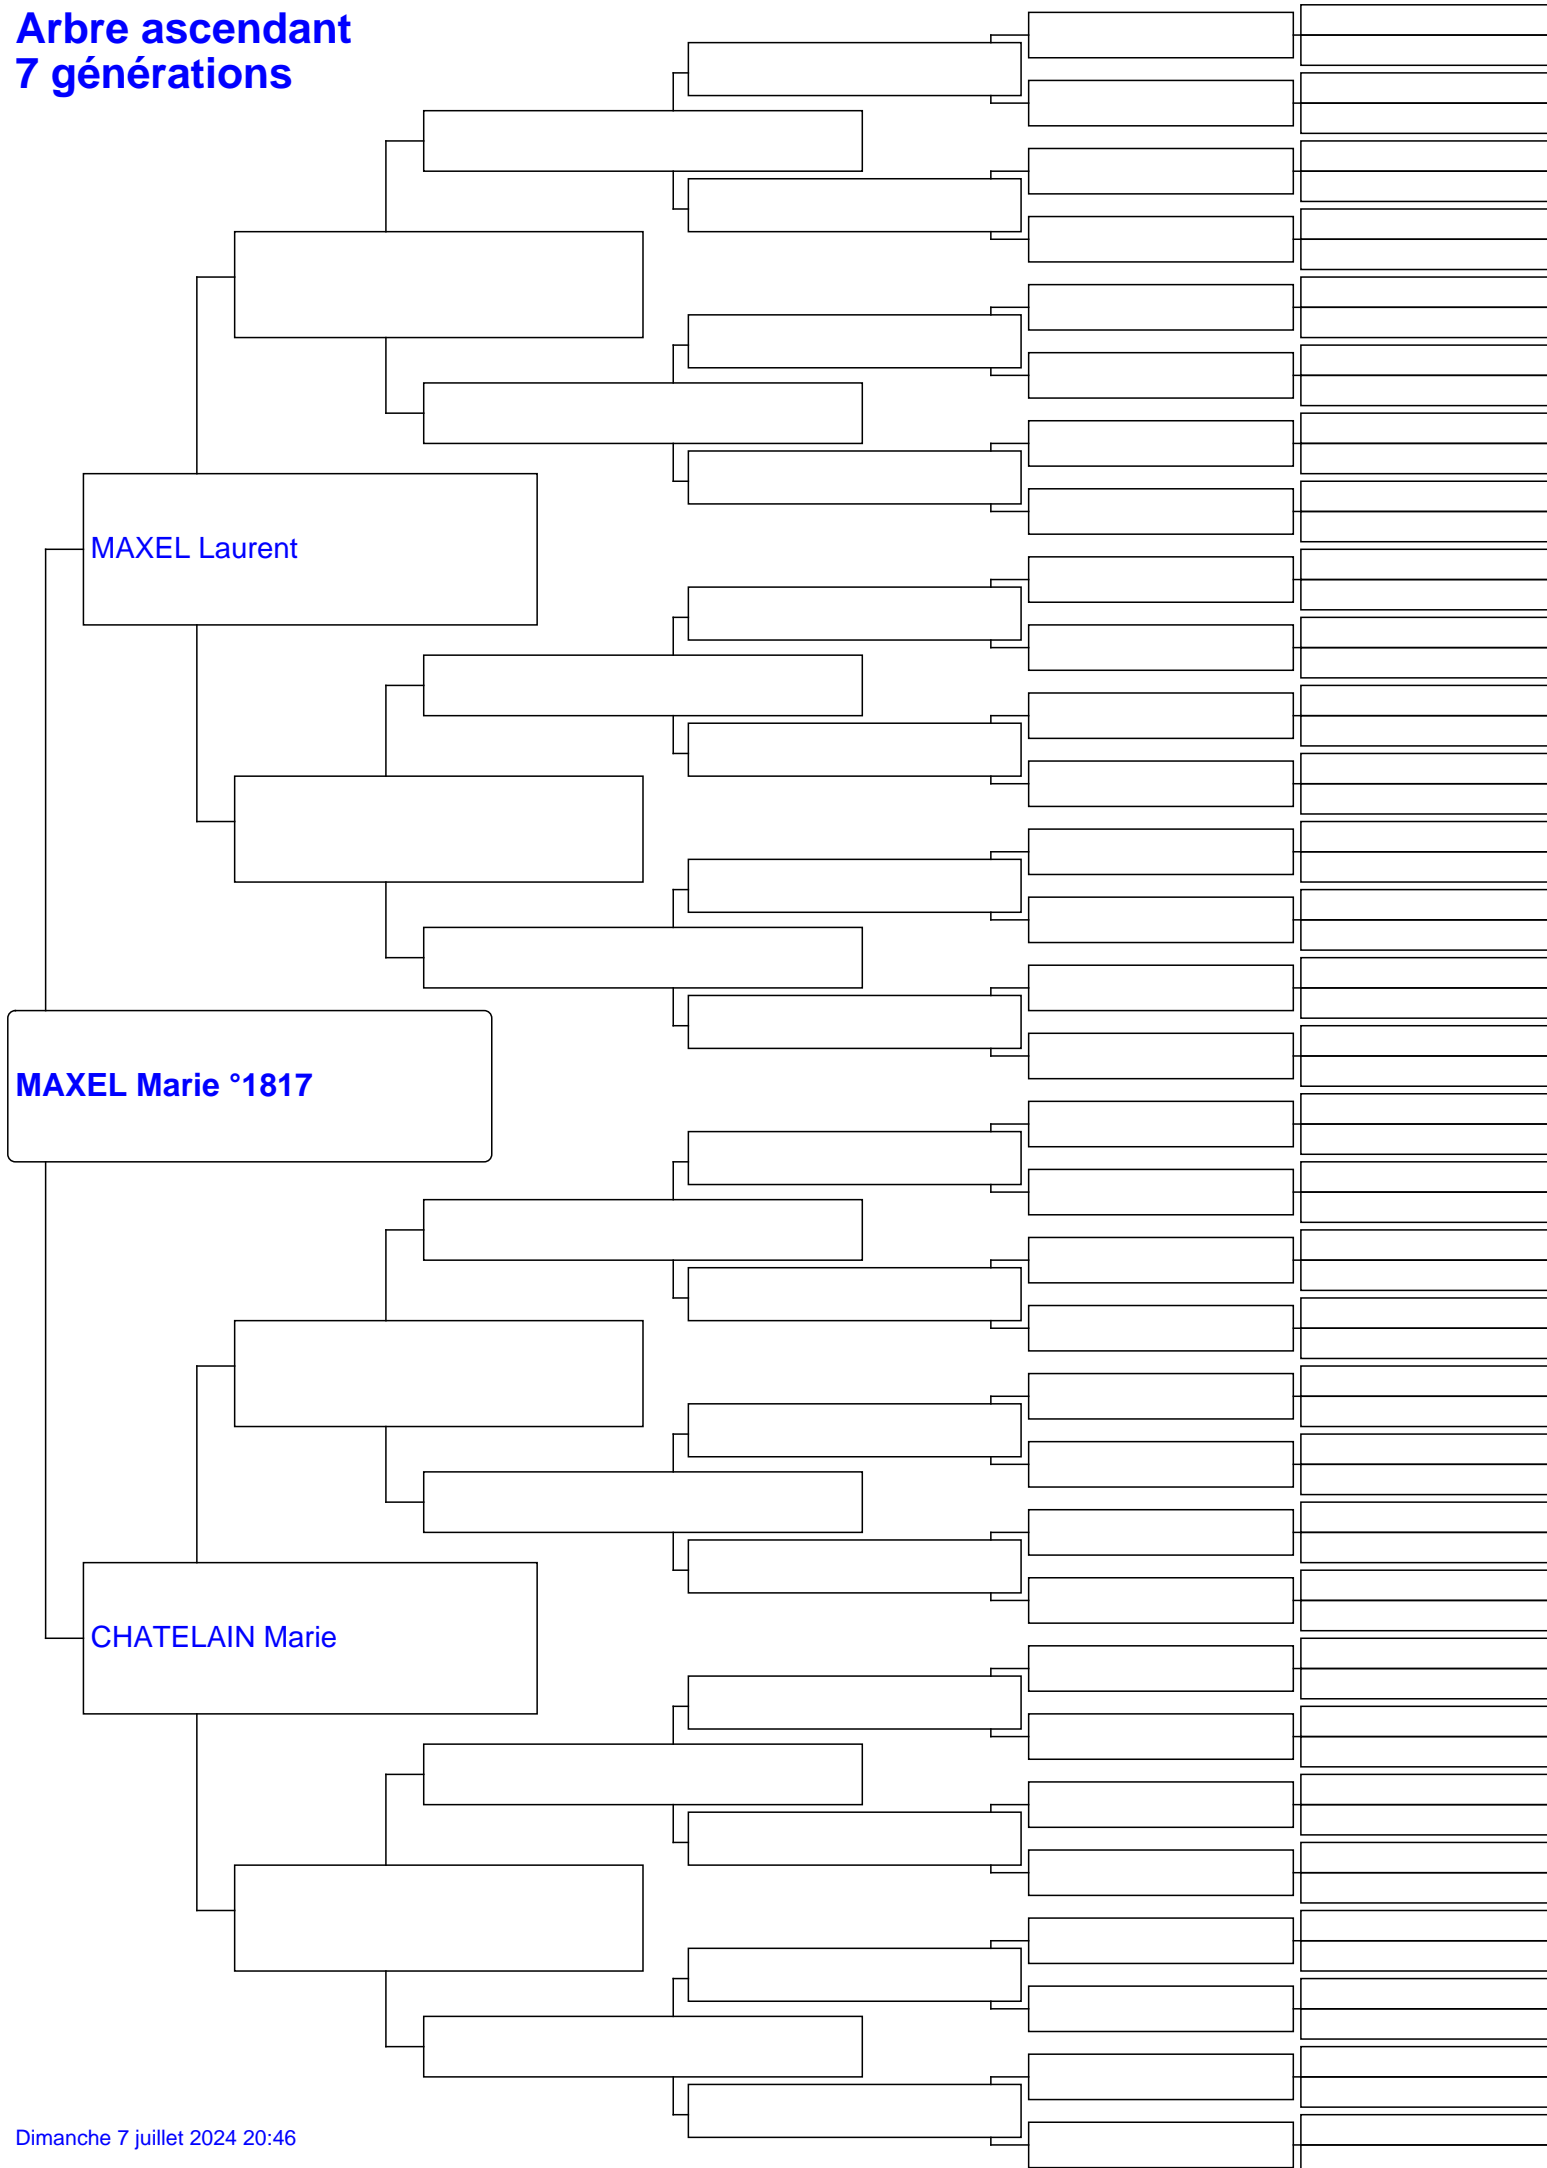 Arbre ascendant
7 générations
MAXEL Laurent
MAXEL Marie °1817
CHATELAIN Marie
Dimanche 7 juillet 2024 20:46